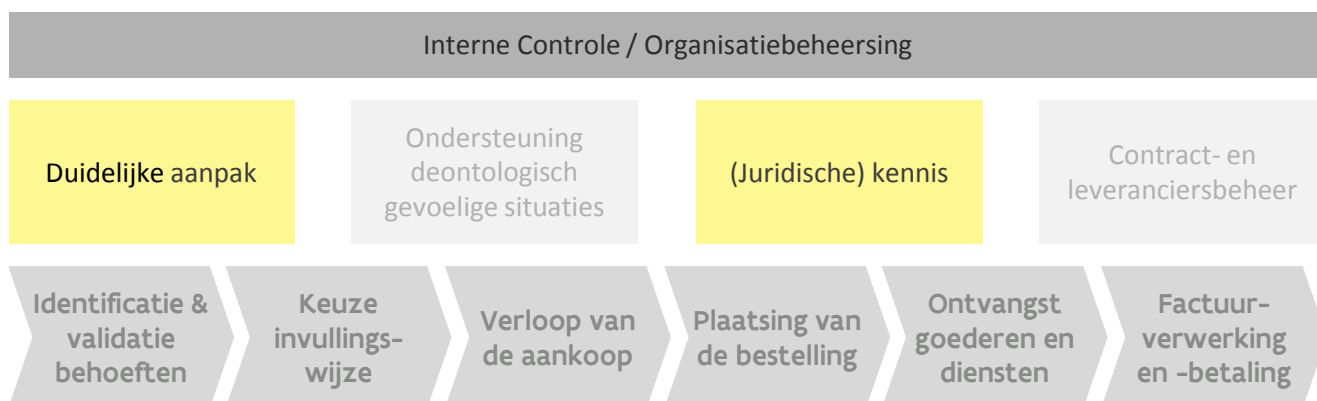 Interne Controle / Organisatiebeheersing
Duidelijke aanpak
Ondersteuning
deontologisch
gevoelige situaties
(Juridische) kennis
Contract- en
leveranciersbeheer
Identificatie &
validatie
behoeften
Keuze
invullings-
wijze
Verloop van
de aankoop
Plaatsing van
de bestelling
Ontvangst
goederen en
diensten
Factuur-
verwerking
en -betaling